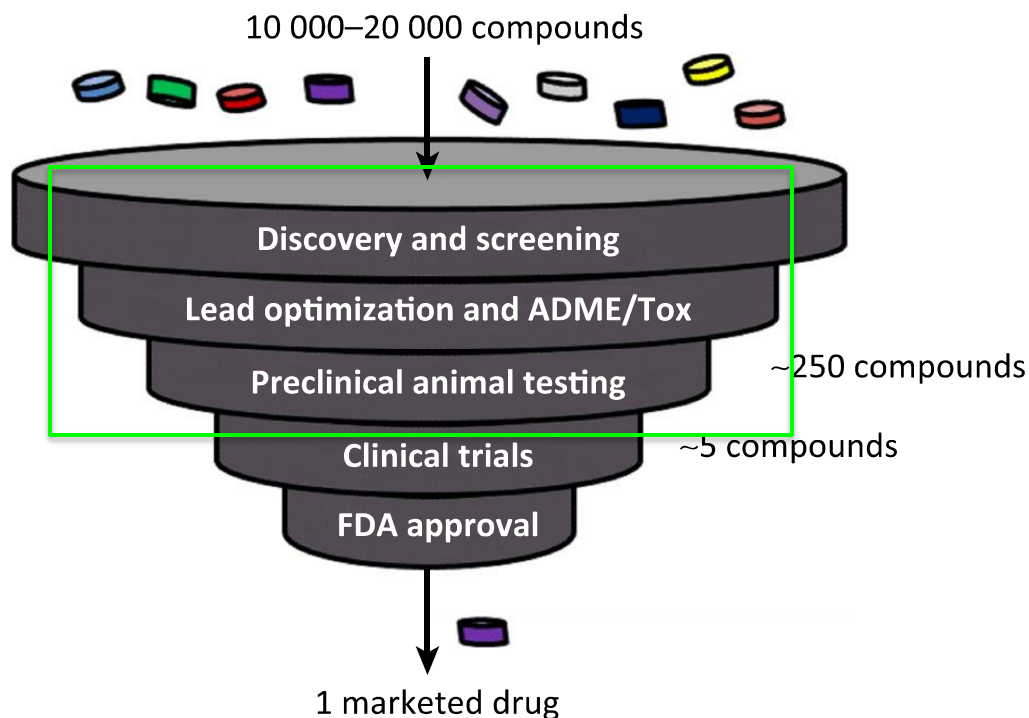 10 000–20 000 compounds
Discovery and screening
Lead optimization and ADME/Tox
Preclinical animal testing
~250 compounds
Clinical trials
~5 compounds
FDA approval
1 marketed drug